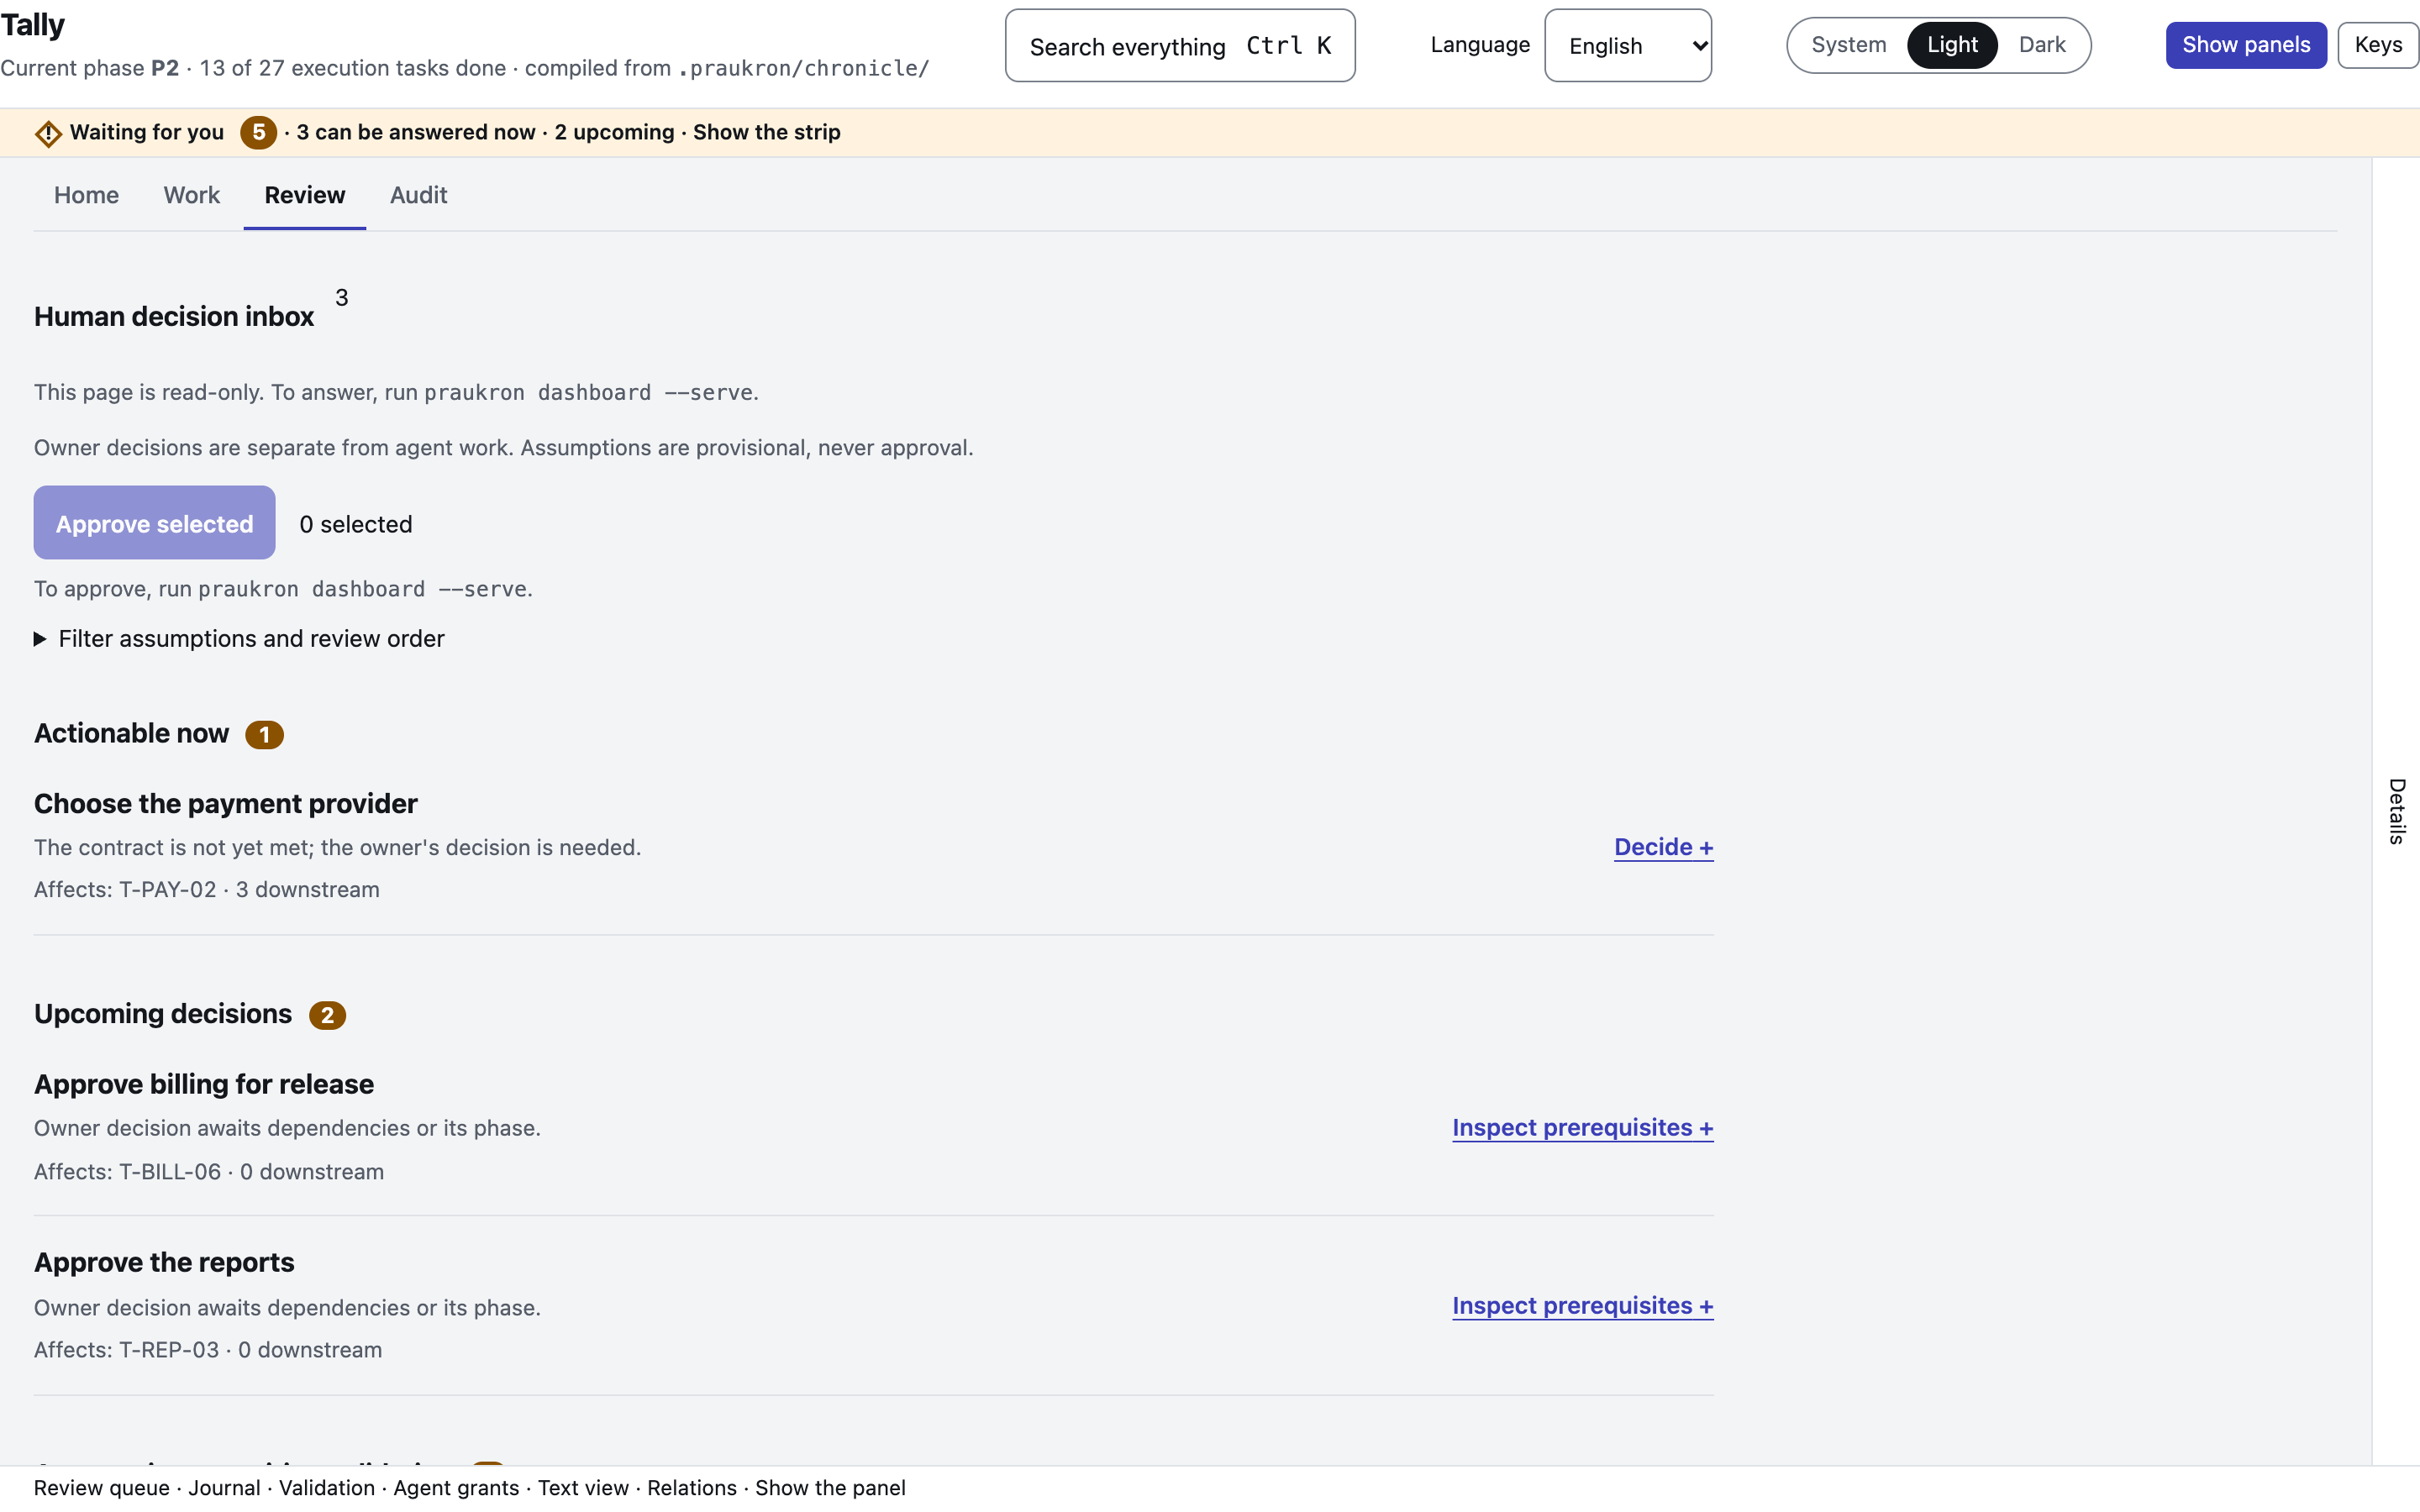 Tally
Current phase P2 · 13 of 27 execution tasks done · compiled from .praukron/chronicle/
Search everything Ctrl K
Language English
System Light Dark
Show panels Keys
Waiting for you 5 · 3 can be answered now · 2 upcoming · Show the strip
Home Work Review Audit
Human decision inbox 3
This page is read-only. To answer, run praukron dashboard --serve.
Owner decisions are separate from agent work. Assumptions are provisional, never approval.
Approve selected 0 selected
To approve, run praukron dashboard --serve.
Filter assumptions and review order
Actionable now 1
Choose the payment provider
The contract is not yet met; the owner's decision is needed.
Decide +
Affects: T-PAY-02 · 3 downstream
Upcoming decisions 2
Approve billing for release
Owner decision awaits dependencies or its phase.
Inspect prerequisites +
Affects: T-BILL-06 · 0 downstream
Approve the reports
Owner decision awaits dependencies or its phase.
Inspect prerequisites +
Affects: T-REP-03 · 0 downstream
Details
Review queue · Journal · Validation · Agent grants · Text view · Relations · Show the panel